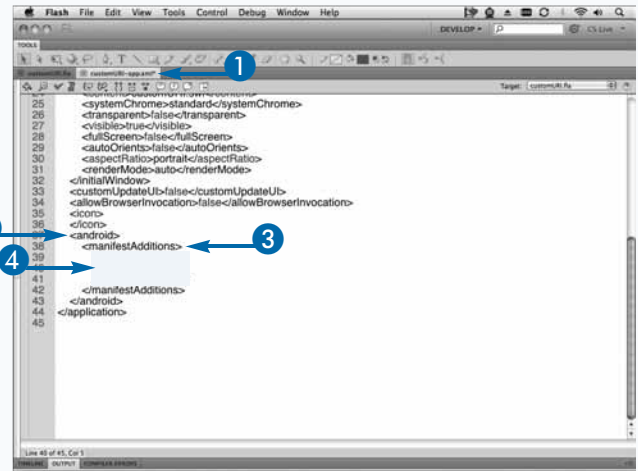 Flash File Edit View Tools Control Debug Window Help
DEVELOP CS Live
TOOLS
customURI.fla customURI-app.xml*
1
Target: customURI.fla
25 <systemChrome>standard</systemChrome>
26 <transparent>false</transparent>
27 <visible>true</visible>
28 <fullScreen>false</fullScreen>
29 <autoOrients>false</autoOrients>
30 <aspectRatio>portrait</aspectRatio>
31 <renderMode>auto</renderMode>
32 </initialWindow>
33 <customUpdateUI>false</customUpdateUI>
34 <allowBrowserInvocation>false</allowBrowserInvocation>
35 <icon>
36 </icon>
<android>
38 <manifestAdditions>
3
39
4
41
42 </manifestAdditions>
43 </android>
44 </application>
45
Line 40 of 45, Col 5
TIMELINE OUTPUT COMPILER ERRORS